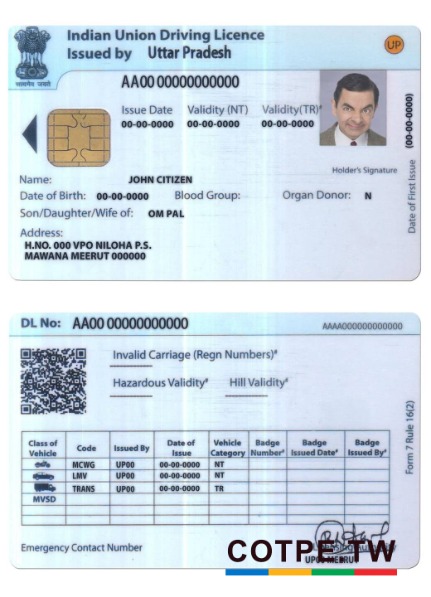 Indian Union Driving Licence
Issued by Uttar Pradesh
UP
सत्यमेव जयते
AA00 00000000000000
Issue Date Validity (NT) Validity(TR)#
00-00-0000 00-00-0000 00-00-0000
Holder's Signature
Date of First Issue (00-00-0000)
Name: JOHN CITIZEN
Date of Birth: 00-00-0000 Blood Group: Organ Donor: N
Son/Daughter/Wife of: OM PAL
Address:
H.NO. 000 VPO NILOHA P.S.
MAWANA MEERUT 000000
DL No: AA00 00000000000000 AAAA000000000000
Invalid Carriage (Regn Numbers)#
Hazardous Validity# Hill Validity#
Form 7 Rule 16(2)
Class of Vehicle Code Issued By Date of Issue Vehicle Category Badge Number# Badge Issued Date# Badge Issued By#
MCWG UP00 00-00-0000 NT
LMV UP00 00-00-0000 NT
TRANS UP00 00-00-0000 TR
MVSD
Emergency Contact Number
COTPE.TW